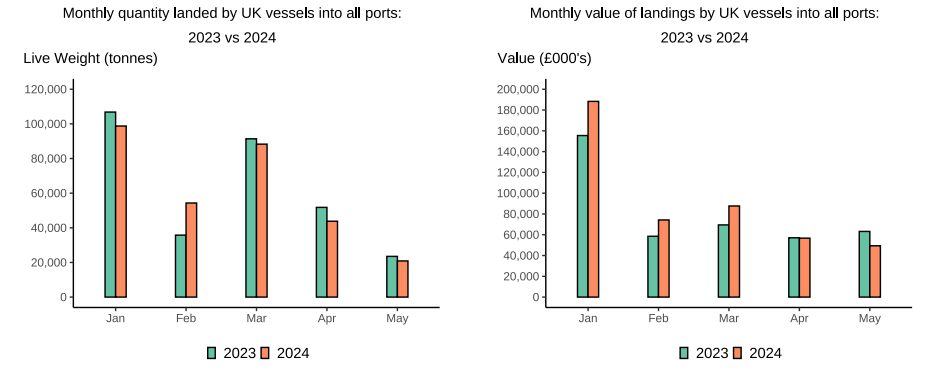 Monthly quantity landed by UK vessels into all ports:
2023 vs 2024
Live Weight (tonnes)
120,000
100,000
80,000
60,000
40,000
20,000
0
Jan Feb Mar Apr May
2023 2024
Monthly value of landings by UK vessels into all ports:
2023 vs 2024
Value (£000's)
200,000
180,000
160,000
140,000
120,000
100,000
80,000
60,000
40,000
20,000
0
Jan Feb Mar Apr May
2023 2024